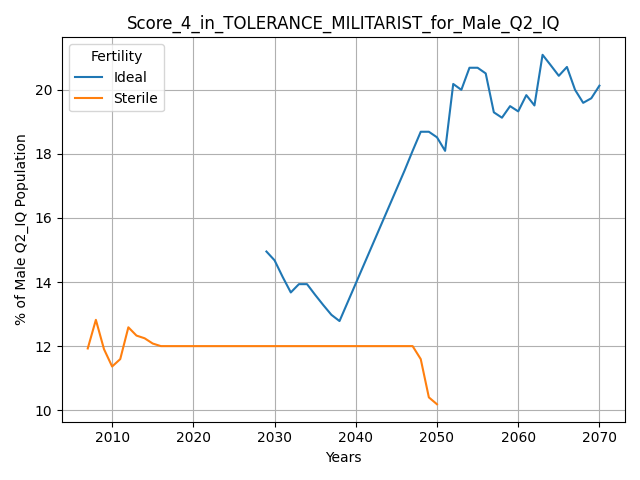 Score_4_in_TOLERANCE_MILITARIST_for_Male_Q2_IQ
Fertility
Ideal
Sterile
% of Male Q2_IQ Population
20
18
16
14
12
10
2010 2020 2030 2040 2050 2060 2070
Years